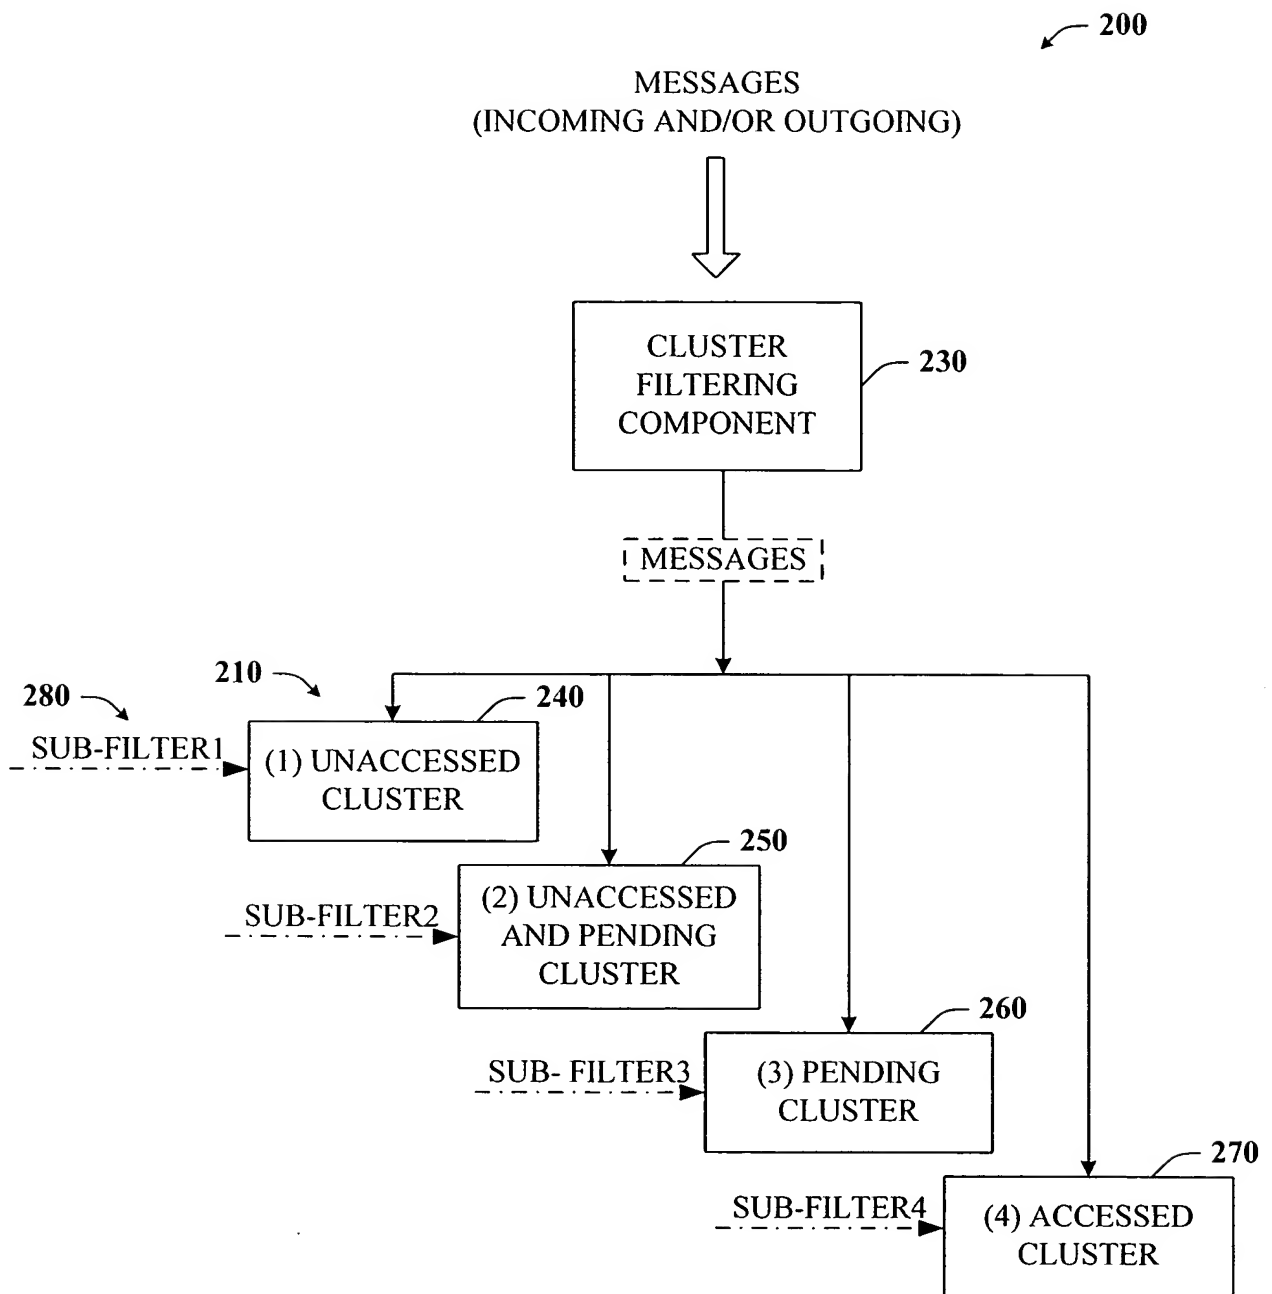 200
MESSAGES
(INCOMING AND/OR OUTGOING)
CLUSTER
FILTERING
COMPONENT
230
MESSAGES
210
280
240
SUB-FILTER1
(1) UNACCESSED
CLUSTER
250
SUB-FILTER2
(2) UNACCESSED
AND PENDING
CLUSTER
260
SUB- FILTER3
(3) PENDING
CLUSTER
270
SUB-FILTER4
(4) ACCESSED
CLUSTER